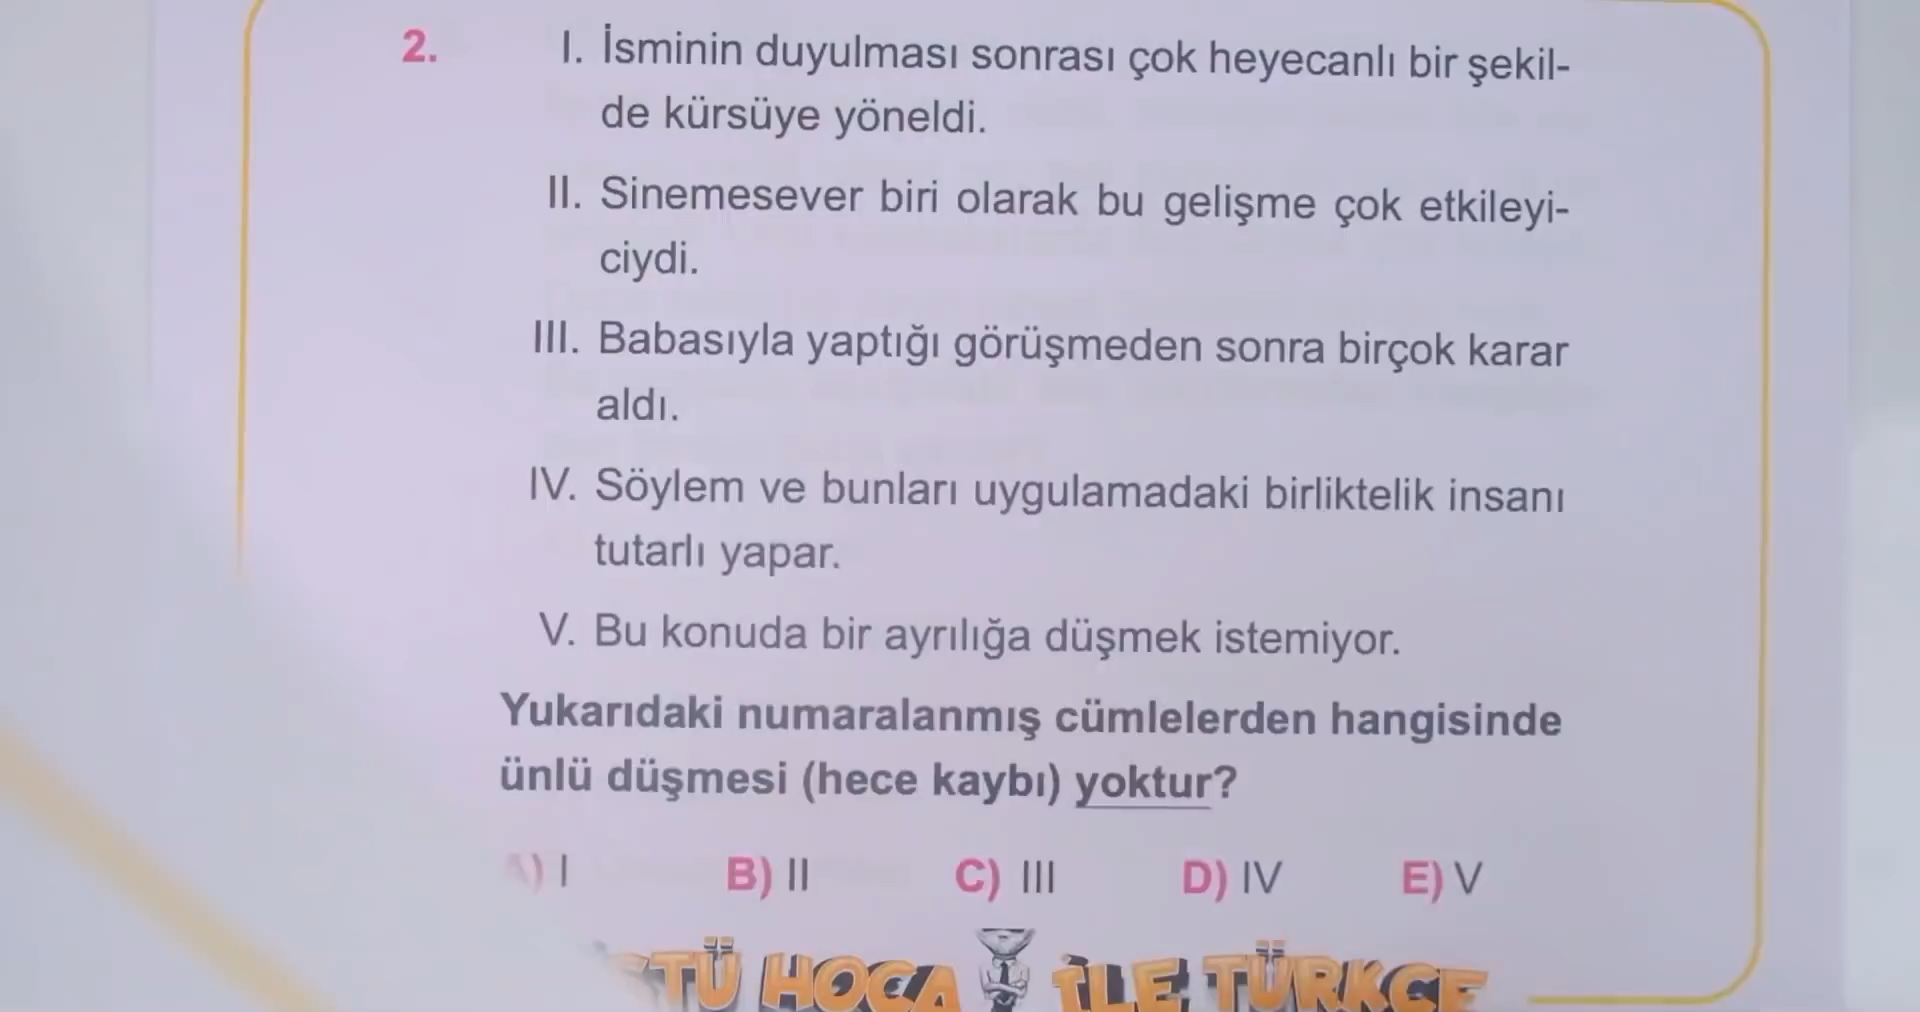 2. I. İsminin duyulması sonrası çok heyecanlı bir şekil-
de kürsüye yöneldi.
II. Sinemesever biri olarak bu gelişme çok etkileyi-
ciydi.
III. Babasıyla yaptığı görüşmeden sonra birçok karar
aldı.
IV. Söylem ve bunları uygulamadaki birliktelik insanı
tutarlı yapar.
V. Bu konuda bir ayrılığa düşmek istemiyor.
Yukarıdaki numaralanmış cümlelerden hangisinde
ünlü düşmesi (hece kaybı) yoktur?
A) I B) II C) III D) IV E) V
HOCA İLE TÜRKÇE